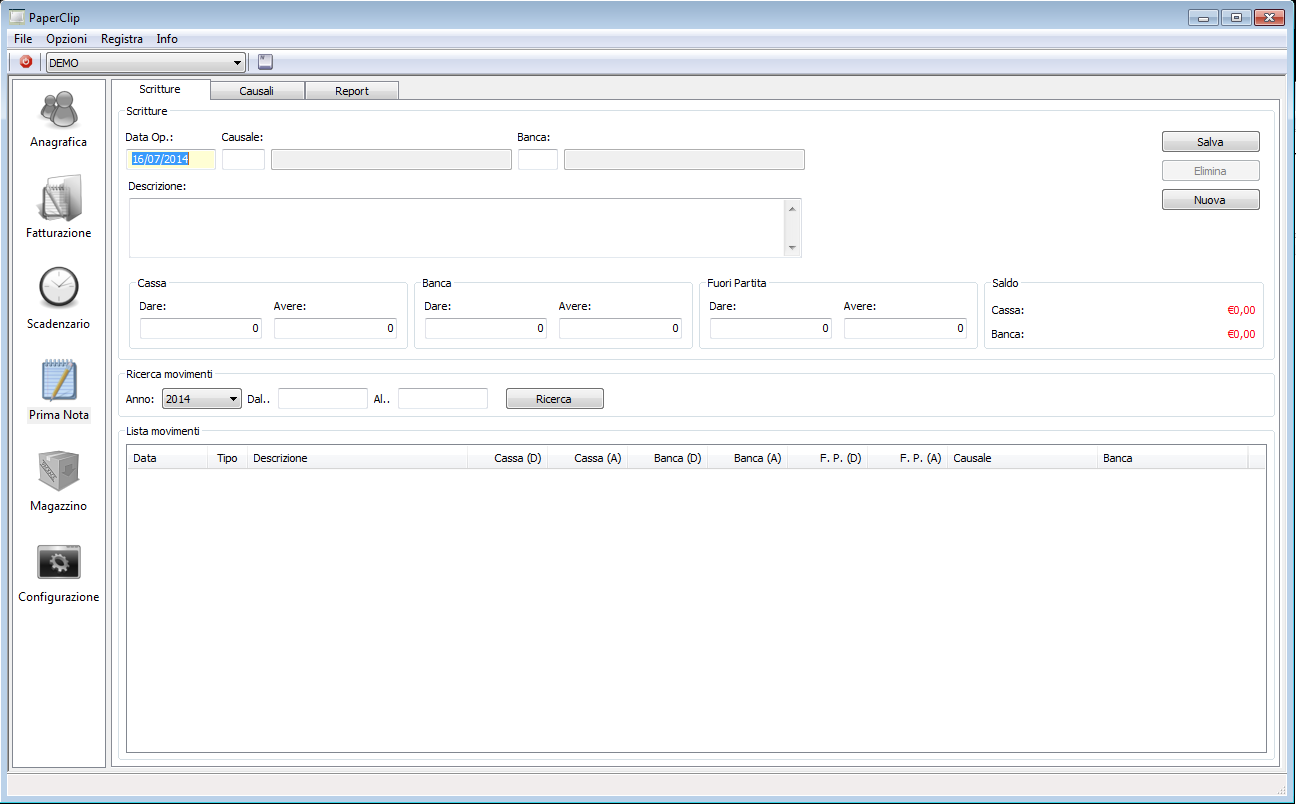 PaperClip
File Opzioni Registra Info
DEMO
Anagrafica
Fatturazione
Scadenzario
Prima Nota
Magazzino
Configurazione
Scritture Causali Report
Scritture
Data Op.: Causale: Banca:
16/07/2014
Salva
Elimina
Nuova
Descrizione:
Cassa
Dare: Avere:
0 0
Banca
Dare: Avere:
0 0
Fuori Partita
Dare: Avere:
0 0
Saldo
Cassa: €0,00
Banca: €0,00
Ricerca movimenti
Anno: 2014 Dal.. Al.. Ricerca
Lista movimenti
Data Tipo Descrizione Cassa (D) Cassa (A) Banca (D) Banca (A) F. P. (D) F. P. (A) Causale Banca